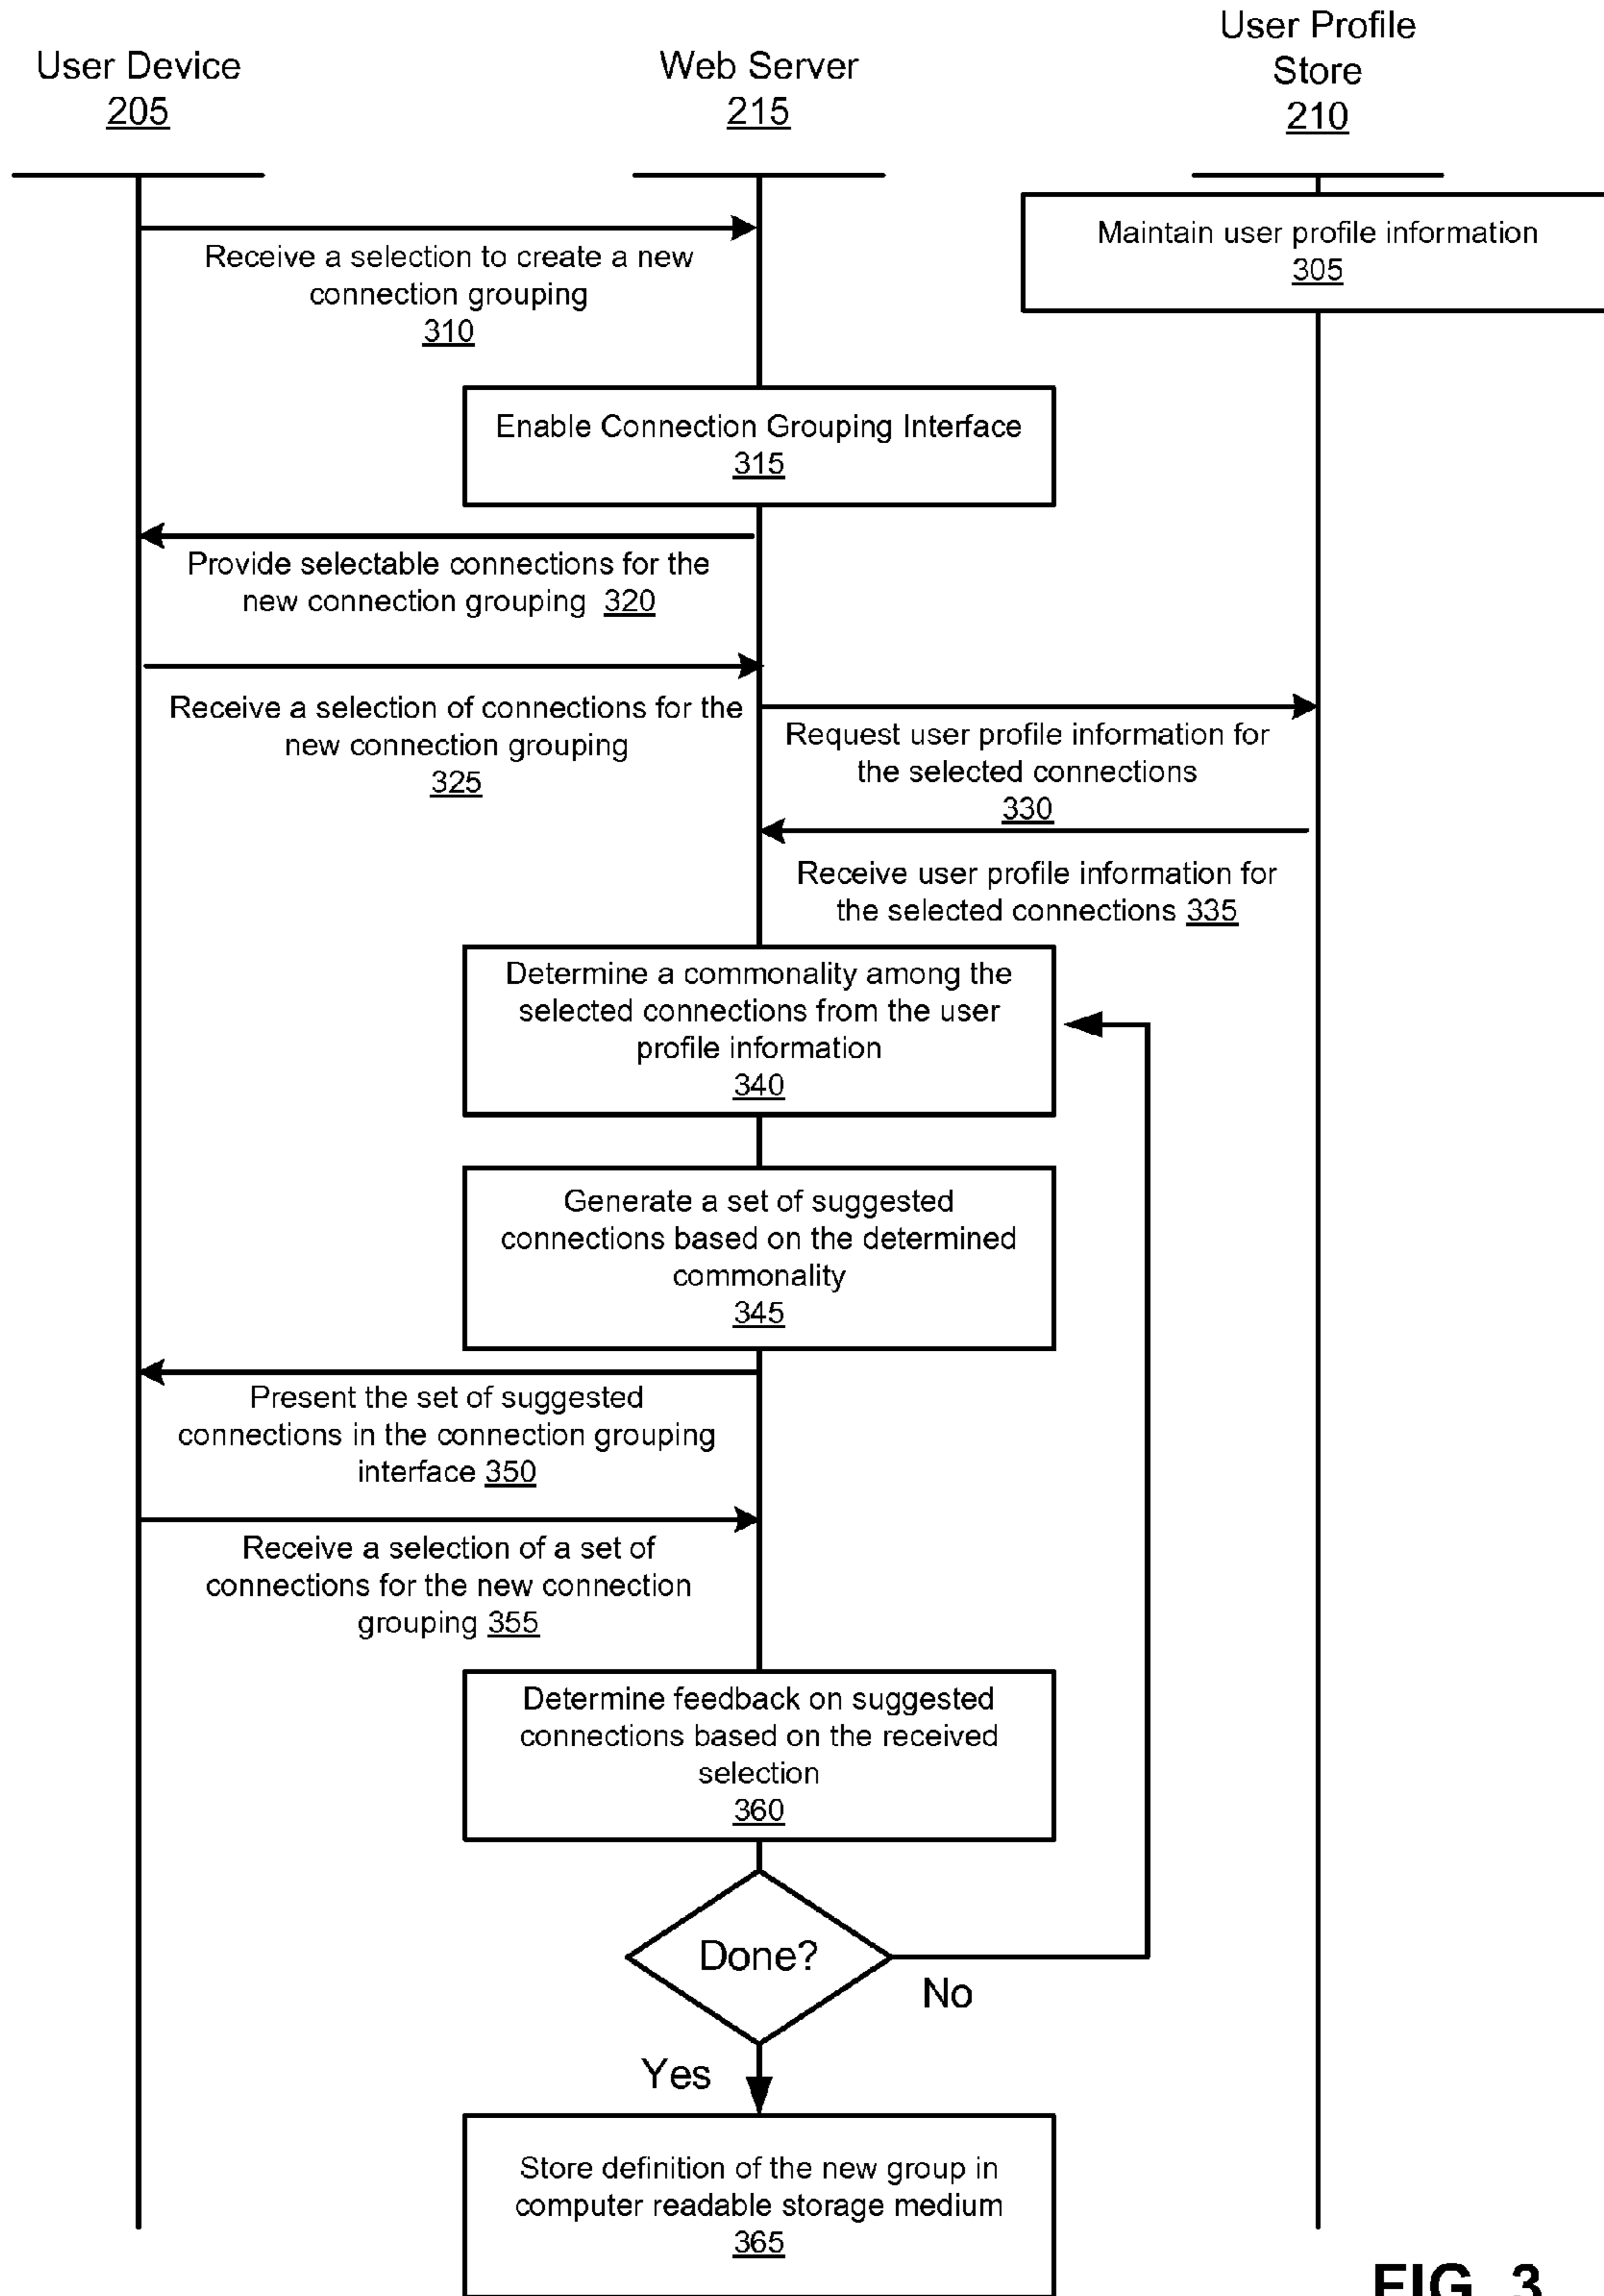 User Device
205
Web Server
215
User Profile
Store
210
Maintain user profile information
305
Receive a selection to create a new
connection grouping
310
Enable Connection Grouping Interface
315
Provide selectable connections for the
new connection grouping 320
Receive a selection of connections for the
new connection grouping
325
Request user profile information for
the selected connections
330
Receive user profile information for
the selected connections 335
Determine a commonality among the
selected connections from the user
profile information
340
Generate a set of suggested
connections based on the determined
commonality
345
Present the set of suggested
connections in the connection grouping
interface 350
Receive a selection of a set of
connections for the new connection
grouping 355
Determine feedback on suggested
connections based on the received
selection
360
Done?
No
Yes
Store definition of the new group in
computer readable storage medium
365
FIG. 3